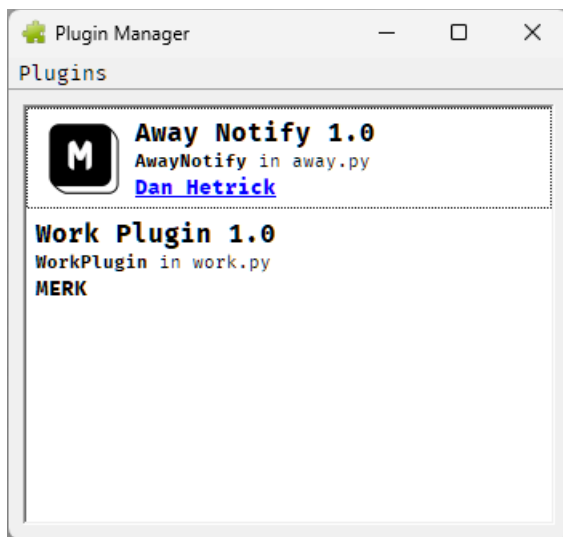 Plugin Manager
Plugins
M
Away Notify 1.0
AwayNotify in away.py
Dan Hetrick
Work Plugin 1.0
WorkPlugin in work.py
MERK